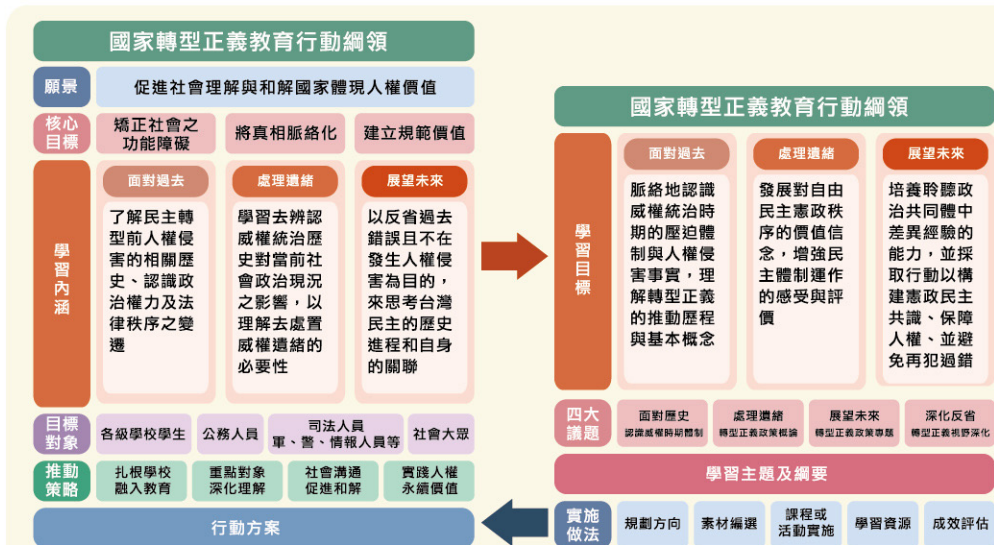 國家轉型正義教育行動綱領
願景
促進社會理解與和解國家體現人權價值
核心
目標
矯正社會之
功能障礙
將真相脈絡化
建立規範價值
學習內涵
面對過去
了解民主轉
型前人權侵
害的相關歷
史、認識政
治權力及法
律秩序之變
遷
處理遺緒
學習去辨認
威權統治歷
史對當前社
會政治現況
之影響,以
理解去處置
威權遺緒的
必要性
展望未來
以反省過去
錯誤且不在
發生人權侵
害為目的,
來思考台灣
民主的歷史
進程和自身
的關聯
目標
對象
各級學校學生
公務人員
司法人員
軍、警、情報人員等
社會大眾
推動
策略
扎根學校
融入教育
重點對象
深化理解
社會溝通
促進和解
實踐人權
永續價值
行動方案
國家轉型正義教育行動綱領
學習目標
面對過去
脈絡地認識
威權統治時
期的壓迫體
制與人權侵
害事實,理
解轉型正義
的推動歷程
與基本概念
處理遺緒
發展對自由
民主憲政秩
序的價值信
念,增強民
主體制運作
的感受與評
價
展望未來
培養聆聽政
治共同體中
差異經驗的
能力,並採
取行動以構
建憲政民主
共識、保障
人權、並避
免再犯過錯
四大
議題
面對歷史
認識威權時期體制
處理遺緒
轉型正義政策概論
展望未來
轉型正義政策專題
深化反省
轉型正義視野深化
學習主題及綱要
實施
做法
規劃方向
素材編選
課程或
活動實施
學習資源
成效評估